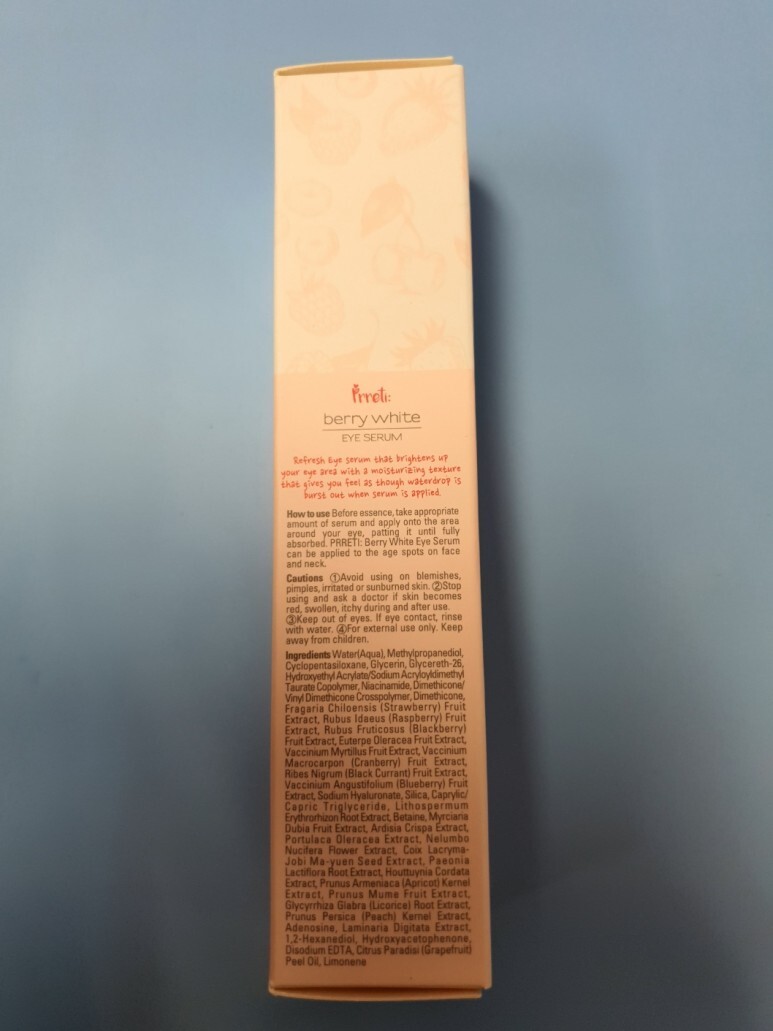 Prreti:
berry white
EYE SERUM
Refresh Eye serum that brightens up
your eye area with a moisturizing texture
that gives you feel as though waterdrop is
burst out when serum is applied.
How to use Before essence, take appropriate
amount of serum and apply onto the area
around your eye, patting it until fully
absorbed. PRRETI: Berry White Eye Serum
can be applied to the age spots on face
and neck.
Cautions ①Avoid using on blemishes,
pimples, irritated or sunburned skin. ②Stop
using and ask a doctor if skin becomes
red, swollen, itchy during and after use.
③Keep out of eyes. If eye contact, rinse
with water. ④For external use only. Keep
away from children.
Ingredients Water(Aqua), Methylpropanediol,
Cyclopentasiloxane, Glycerin, Glycereth-26,
Hydroxyethyl Acrylate/Sodium Acryloyldimethyl
Taurate Copolymer, Niacinamide, Dimethicone/
Vinyl Dimethicone Crosspolymer, Dimethicone,
Fragaria Chiloensis (Strawberry) Fruit
Extract, Rubus Idaeus (Raspberry) Fruit
Extract, Rubus Fruticosus (Blackberry)
Fruit Extract, Euterpe Oleracea Fruit Extract,
Vaccinium Myrtillus Fruit Extract, Vaccinium
Macrocarpon (Cranberry) Fruit Extract,
Ribes Nigrum (Black Currant) Fruit Extract,
Vaccinium Angustifolium (Blueberry) Fruit
Extract, Sodium Hyaluronate, Silica, Caprylic/
Capric Triglyceride, Lithospermum
Erythrorhizon Root Extract, Betaine, Myrciaria
Dubia Fruit Extract, Ardisia Crispa Extract,
Portulaca Oleracea Extract, Nelumbo
Nucifera Flower Extract, Coix Lacryma-
Jobi Ma-yuen Seed Extract, Paeonia
Lactiflora Root Extract, Houttuynia Cordata
Extract, Prunus Armeniaca (Apricot) Kernel
Extract, Prunus Mume Fruit Extract,
Glycyrrhiza Glabra (Licorice) Root Extract,
Prunus Persica (Peach) Kernel Extract,
Adenosine, Laminaria Digitata Extract,
1,2-Hexanediol, Hydroxyacetophenone,
Disodium EDTA, Citrus Paradisi (Grapefruit)
Peel Oil, Limonene